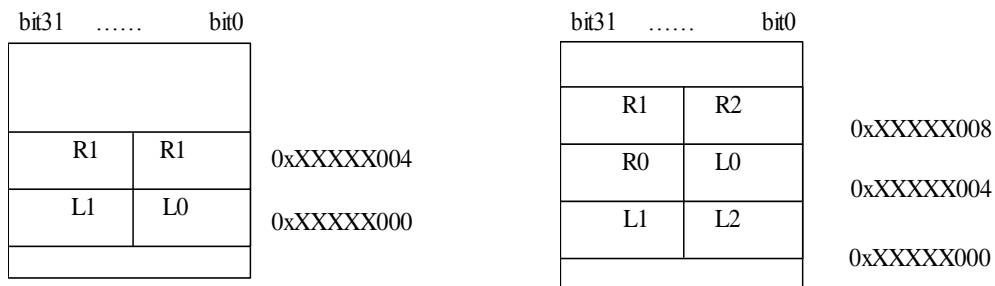 bit31 …… bit0
R1 R1 0xXXXXX004
L1 L0 0xXXXXX000
bit31 …… bit0
R1 R2 0xXXXXX008
R0 L0 0xXXXXX004
L1 L2 0xXXXXX000